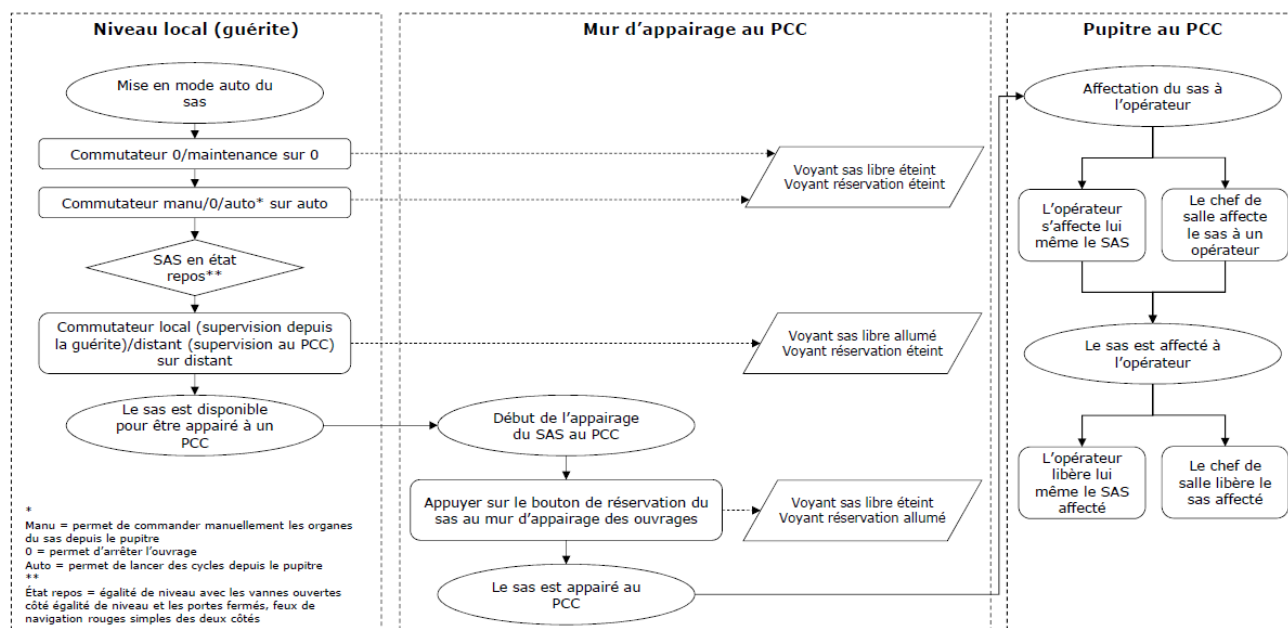 Niveau local (guérite)
Mise en mode auto du
sas
Commutateur 0/maintenance sur 0
Commutateur manu/0/auto* sur auto
SAS en état
repos**
Commutateur local (supervision depuis
la guérite)/distant (supervision au PCC)
sur distant
Le sas est disponible
pour être appairé à un
PCC
*
Manu = permet de commander manuellement les organes
du sas depuis le pupitre
0 = permet d'arrêter l'ouvrage
Auto = permet de lancer des cycles depuis le pupitre
**
État repos = égalité de niveau avec les vannes ouvertes
côté égalité de niveau et les portes fermés, feux de
navigation rouges simples des deux côtés
Mur d'appairage au PCC
Voyant sas libre éteint
Voyant réservation éteint
Voyant sas libre allumé
Voyant réservation éteint
Début de l'appairage
du SAS au PCC
Appuyer sur le bouton de réservation du
sas au mur d'appairage des ouvrages
Voyant sas libre éteint
Voyant réservation allumé
Le sas est appairé au
PCC
Pupitre au PCC
Affectation du sas à
l'opérateur
L'opérateur
s'affecte lui
même le SAS
Le chef de
salle affecte
le sas à un
opérateur
Le sas est affecté à
l'opérateur
L'opérateur
libère lui
même le SAS
affecté
Le chef de
salle libère le
sas affecté